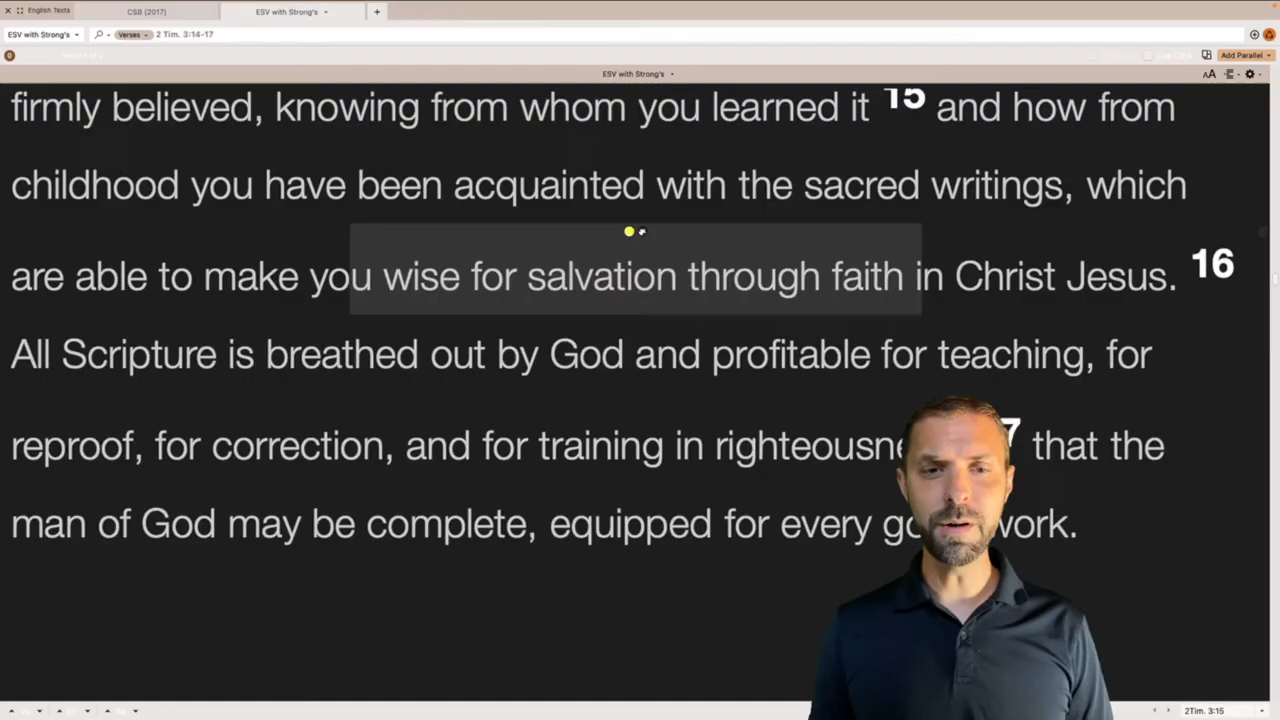 English Texts CSB (2017) ESV with Strong's +
ESV with Strong's Verses 2 Tim. 3:14-17
Add Parallel
ESV with Strong's AA
firmly believed, knowing from whom you learned it 15 and how from
childhood you have been acquainted with the sacred writings, which
are able to make you wise for salvation through faith in Christ Jesus. 16
All Scripture is breathed out by God and profitable for teaching, for
reproof, for correction, and for training in that the
man of God may be complete, equipped for every work.
2Tim. 3:15